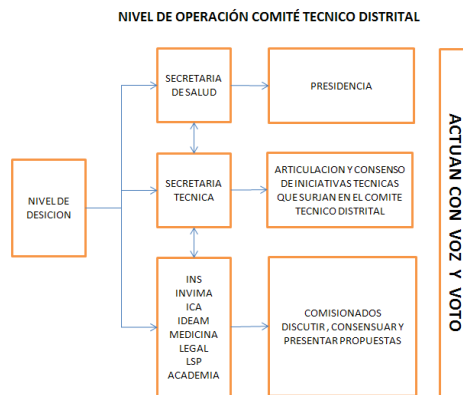 NIVEL DE OPERACIÓN COMITÉ TECNICO DISTRITAL
SECRETARIA
DE SALUD
PRESIDENCIA
NIVEL DE
DESICION
SECRETARIA
TECNICA
ARTICULACION Y CONSENSO
DE INICIATIVAS TECNICAS
QUE SURJAN EN EL COMITE
TECNICO DISTRITAL
INS
INVIMA
ICA
IDEAM
MEDICINA
LEGAL
LSP
ACADEMIA
COMISIONADOS
DISCUTIR , CONSENSUAR Y
PRESENTAR PROPUESTAS
ACTUAN CON VOZ Y VOTO